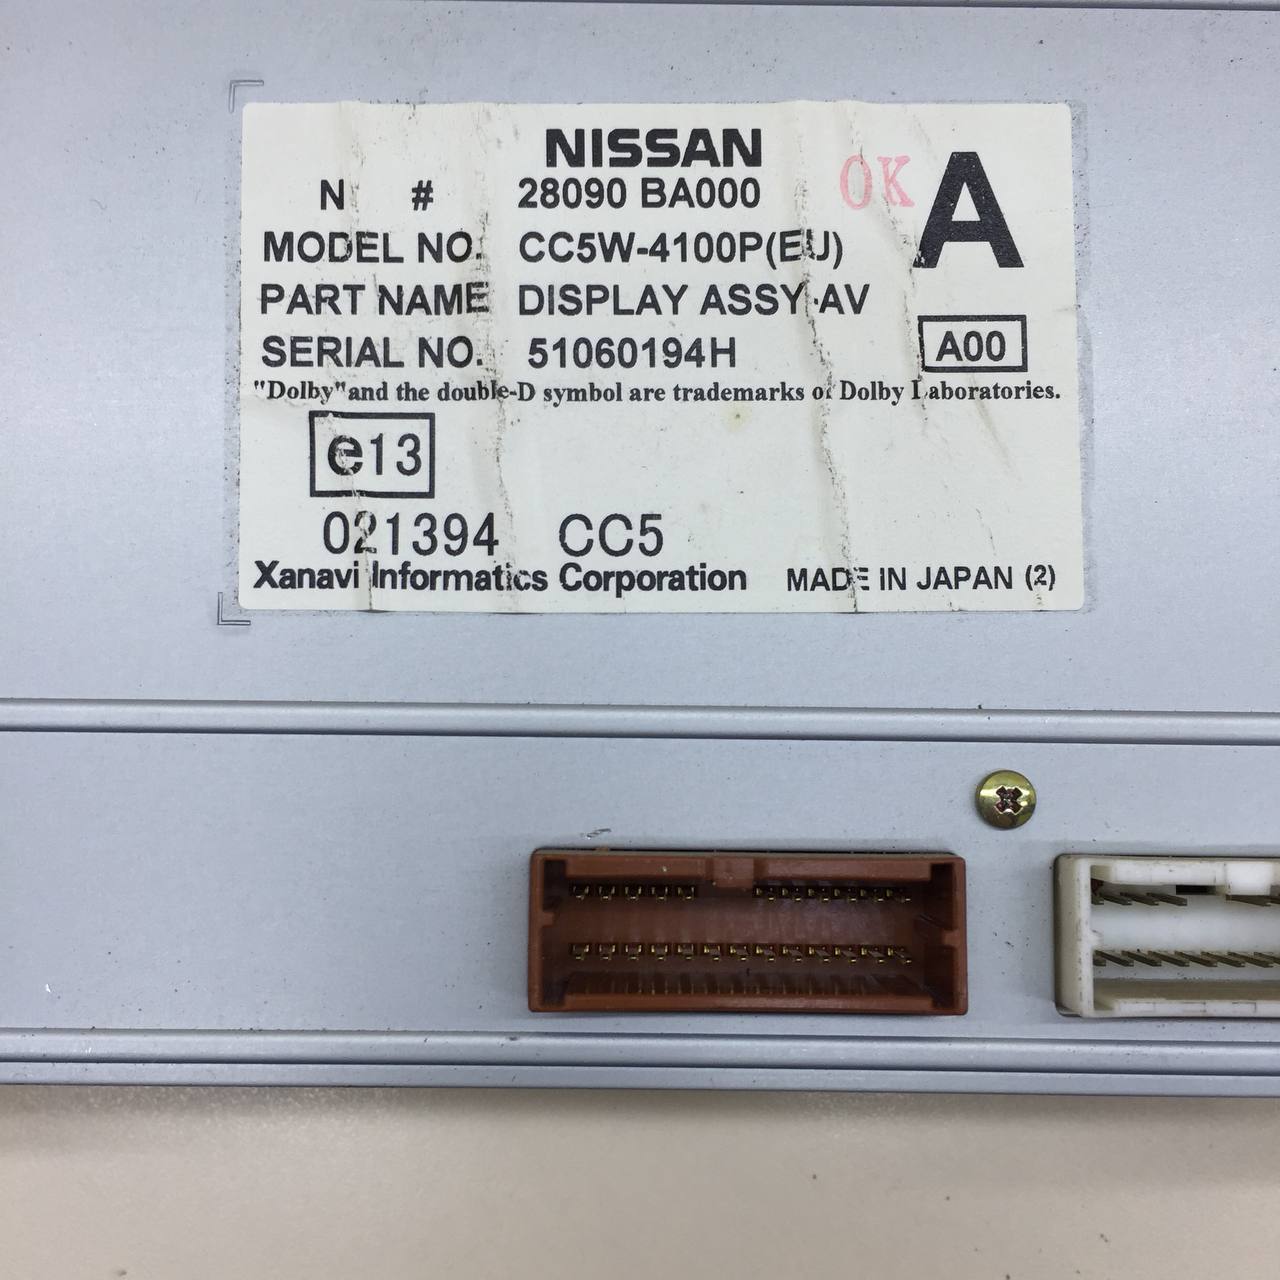 NISSAN
N # 28090 BA000
OK A
MODEL NO. CC5W-4100P(EU)
PART NAME DISPLAY ASSY-AV
SERIAL NO. 51060194H
A00
"Dolby"and the double-D symbol are trademarks of Dolby Laboratories.
e13
021394 CC5
Xanavi Informatics Corporation MADE IN JAPAN (2)